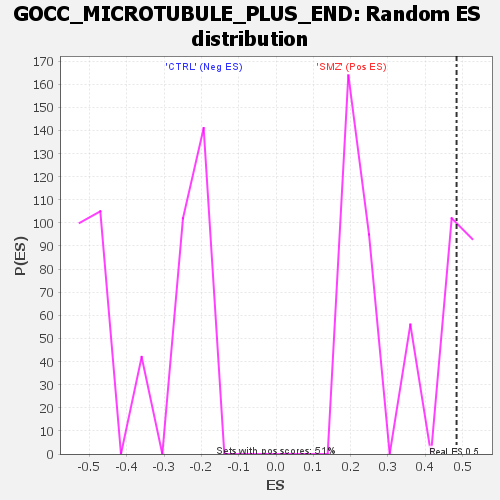 GOCC_MICROTUBULE_PLUS_END: Random ES
distribution
'CTRL' (Neg ES)
'SMZ' (Pos ES)
170
160
150
140
130
120
110
100
90
80
70
60
50
40
30
20
10
0
P(ES)
Sets with pos scores: 51%
Real ES 0.5
-0.5 -0.4 -0.3 -0.2 -0.1 0.0 0.1 0.2 0.3 0.4 0.5
ES